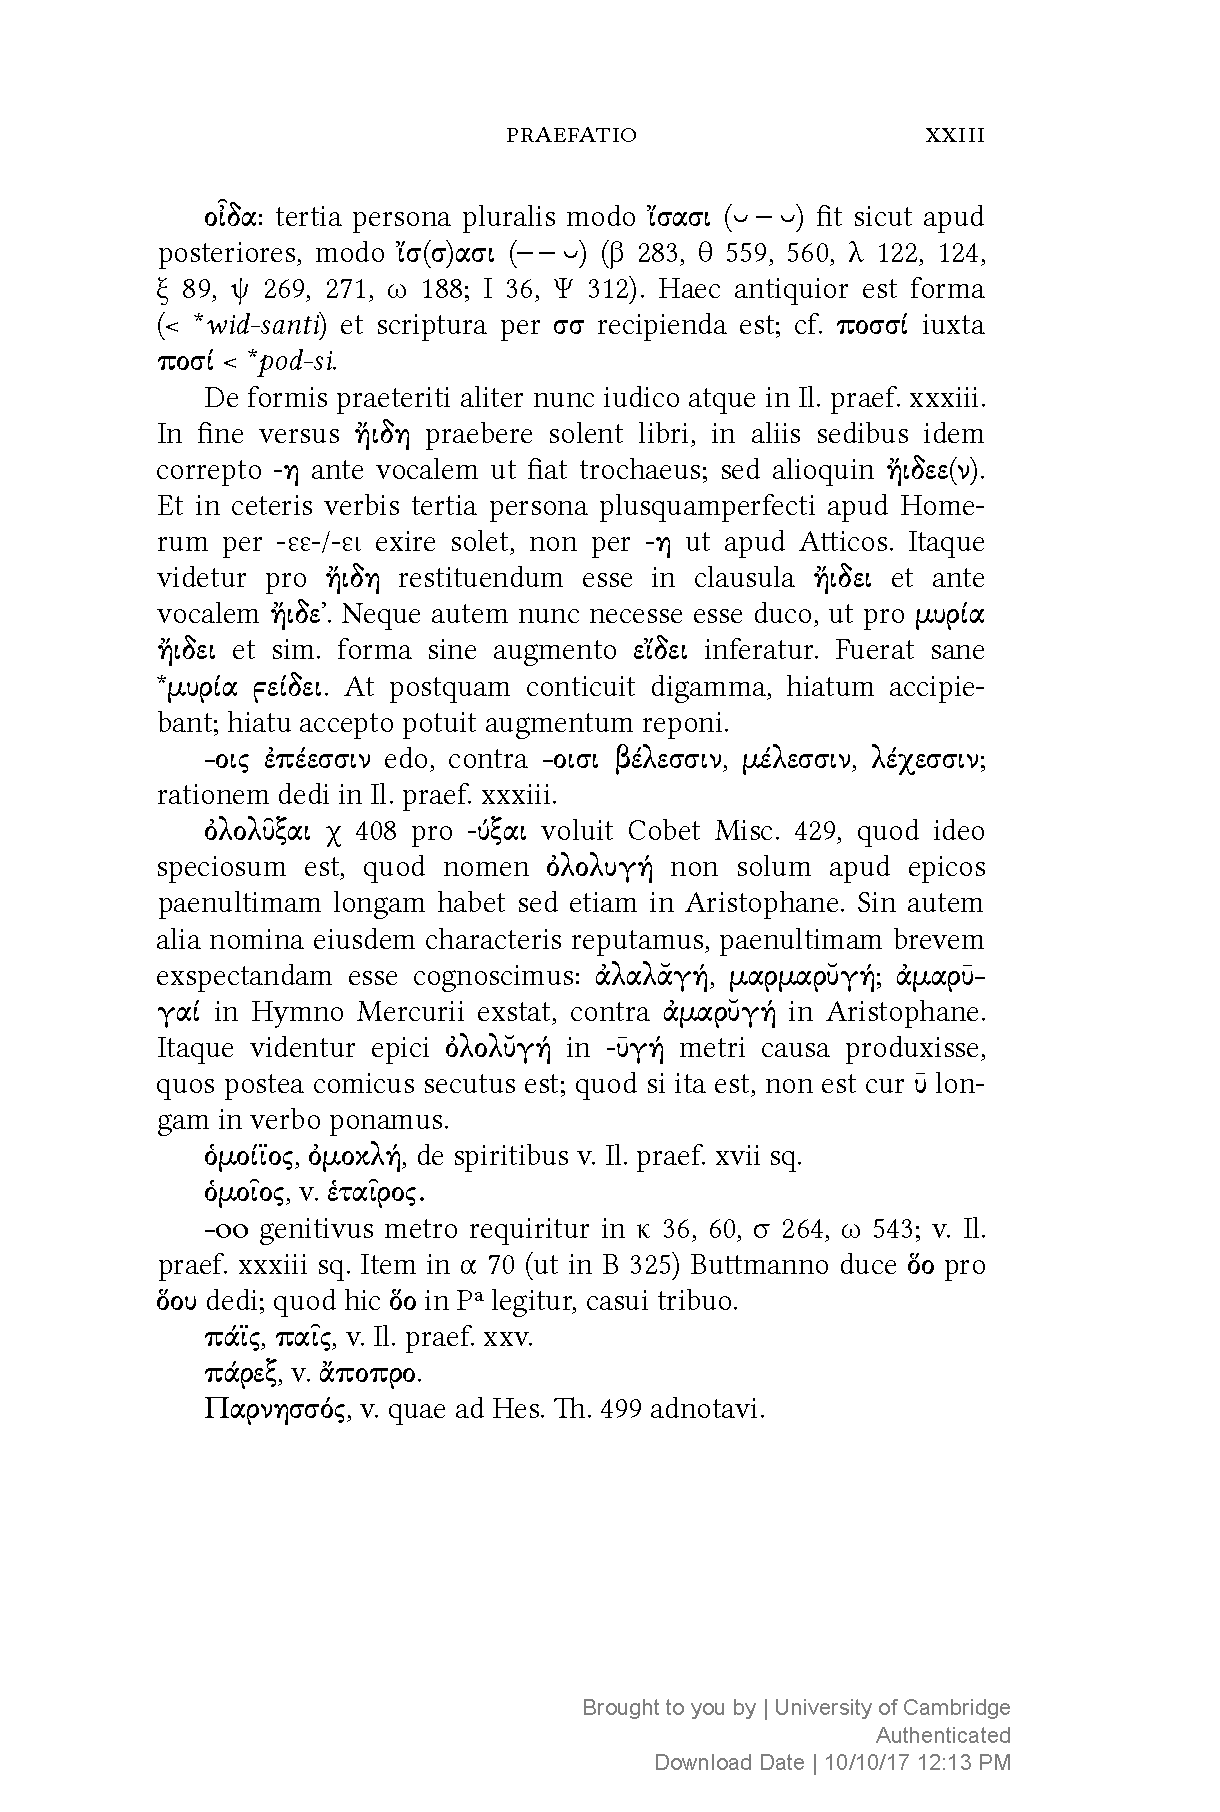 PRAEFATIO XXIII
οἶδα: tertia persona pluralis modo ἴσασι (⏑ – ⏑) fit sicut apud
posteriores, modo ἴσ(σ)ασι (– – ⏑) (β 283, θ 559, 560, λ 122, 124,
ξ 89, ψ 269, 271, ω 188; Ι 36, Ψ 312). Haec antiquior est forma
(< *wid-santi) et scriptura per σσ recipienda est; cf. ποσσί iuxta
ποσί < *pod-si.
De formis praeteriti aliter nunc iudico atque in Il. praef. xxxiii.
In fine versus ἤιδη praebere solent libri, in aliis sedibus idem
correpto -η ante vocalem ut fiat trochaeus; sed alioquin ἤιδεε(ν).
Et in ceteris verbis tertia persona plusquamperfecti apud Home-
rum per -εε-/-ει exire solet, non per -η ut apud Atticos. Itaque
videtur pro ἤιδη restituendum esse in clausula ἤιδει et ante
vocalem ἤιδε’. Neque autem nunc necesse esse duco, ut pro μυρία
ἤιδει et sim. forma sine augmento εἴδει inferatur. Fuerat sane
*μυρία ϝείδει. At postquam conticuit digamma, hiatum accipie-
bant; hiatu accepto potuit augmentum reponi.
-οις ἐπέεσσιν edo, contra -οισι βέλεσσιν, μέλεσσιν, λέχεσσιν;
rationem dedi in Il. praef. xxxiii.
ὀλολῦξαι χ 408 pro -ύξαι voluit Cobet Misc. 429, quod ideo
speciosum est, quod nomen ὀλολυγή non solum apud epicos
paenultimam longam habet sed etiam in Aristophane. Sin autem
alia nomina eiusdem characteris reputamus, paenultimam brevem
exspectandam esse cognoscimus: ἀλαλᾰγή, μαρμαρῠγή; ἀμαρῡ-
γαί in Hymno Mercurii exstat, contra ἀμαρῠγή in Aristophane.
Itaque videntur epici ὀλολῠγή in -ῡγή metri causa produxisse,
quos postea comicus secutus est; quod si ita est, non est cur ῡ lon-
gam in verbo ponamus.
ὁμοίϊος, ὀμοκλή, de spiritibus v. Il. praef. xvii sq.
ὁμοῖος, v. ἑταῖρος.
-οο genitivus metro requiritur in κ 36, 60, σ 264, ω 543; v. Il.
praef. xxxiii sq. Item in α 70 (ut in Β 325) Buttmanno duce ὅο pro
ὅου dedi; quod hic ὅο in Pᵃ legitur, casui tribuo.
πάϊς, παῖς, v. Il. praef. xxv.
πάρεξ, v. ἄποπρο.
Παρνησσός, v. quae ad Hes. Th. 499 adnotavi.
Brought to you by | University of Cambridge
Authenticated
Download Date | 10/10/17 12:13 PM